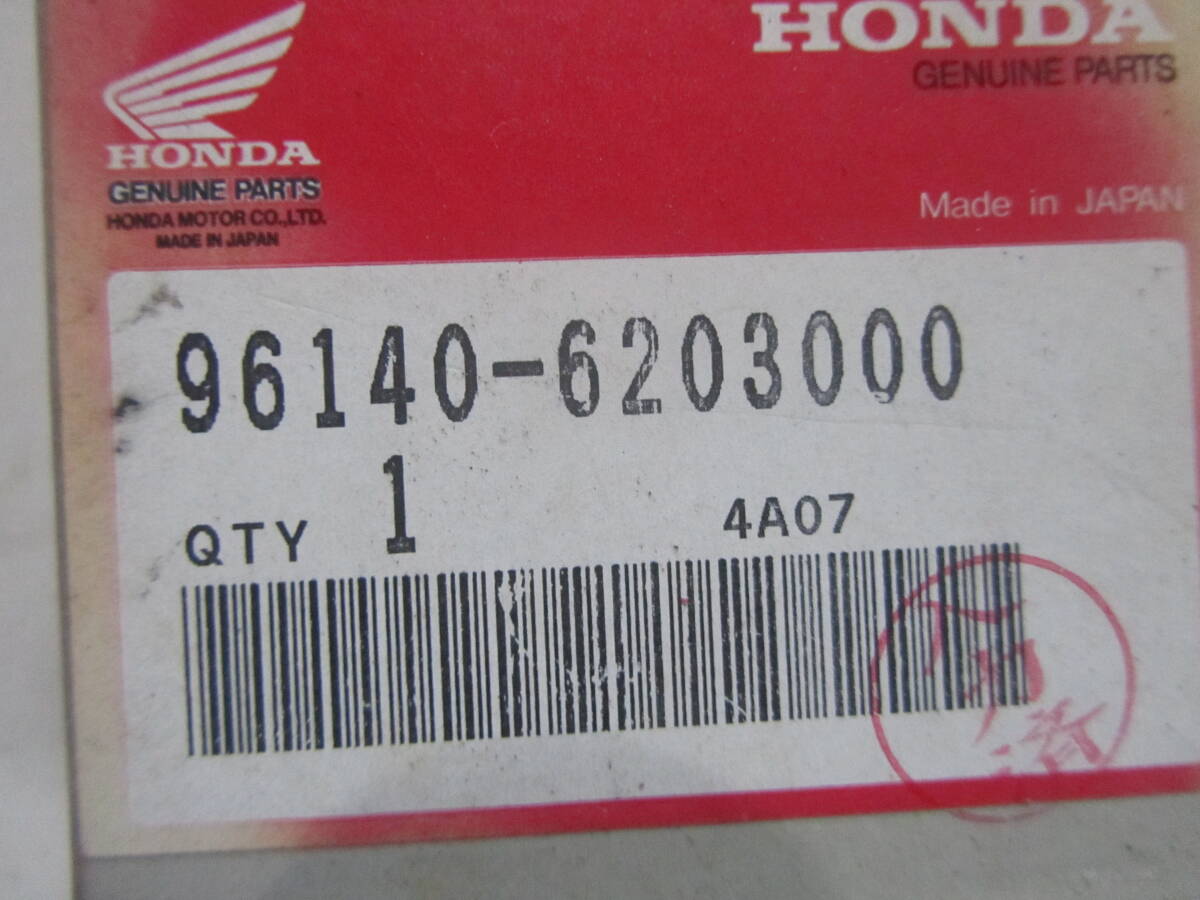 HONDA
GENUINE PARTS
HONDA MOTOR CO.,LTD.
MADE IN JAPAN
HONDA
GENUINE PARTS
Made in JAPAN
96140-6203000
QTY 1
4A07